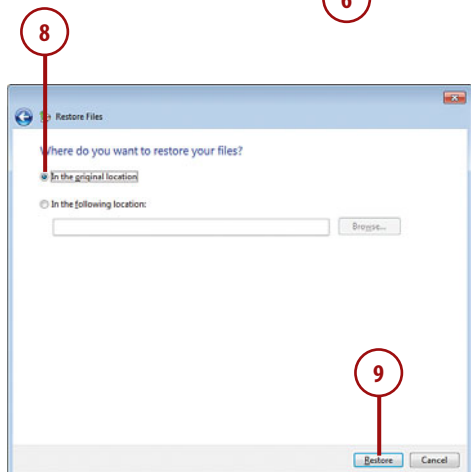 6
8
Restore Files
Where do you want to restore your files?
In the original location
In the following location:
Browse...
9
Restore Cancel